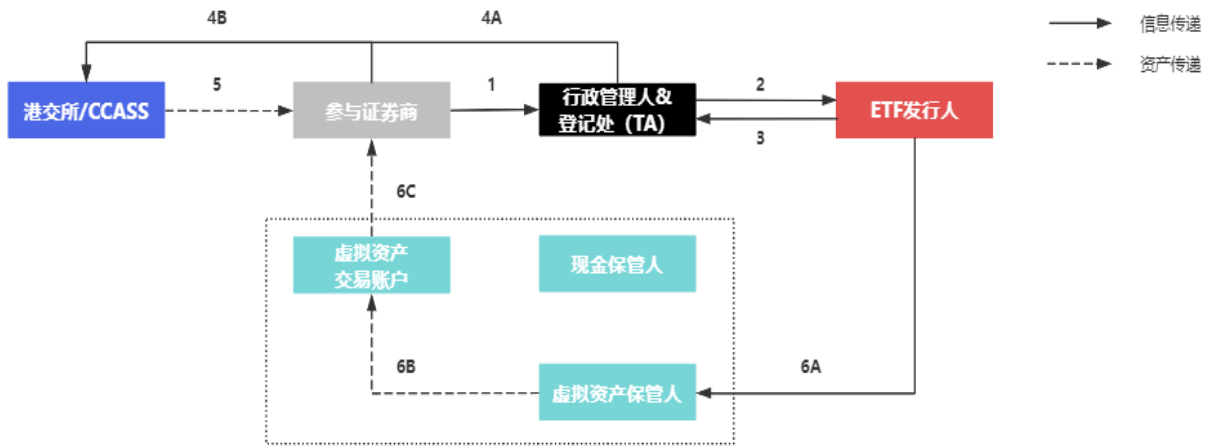 4B
4A
信息传递
资产传递
港交所/CCASS
5
参与证券商
1
行政管理人&
登记处（TA）
2
3
ETF发行人
6C
虚拟资产
交易账户
现金保管人
6B
虚拟资产保管人
6A